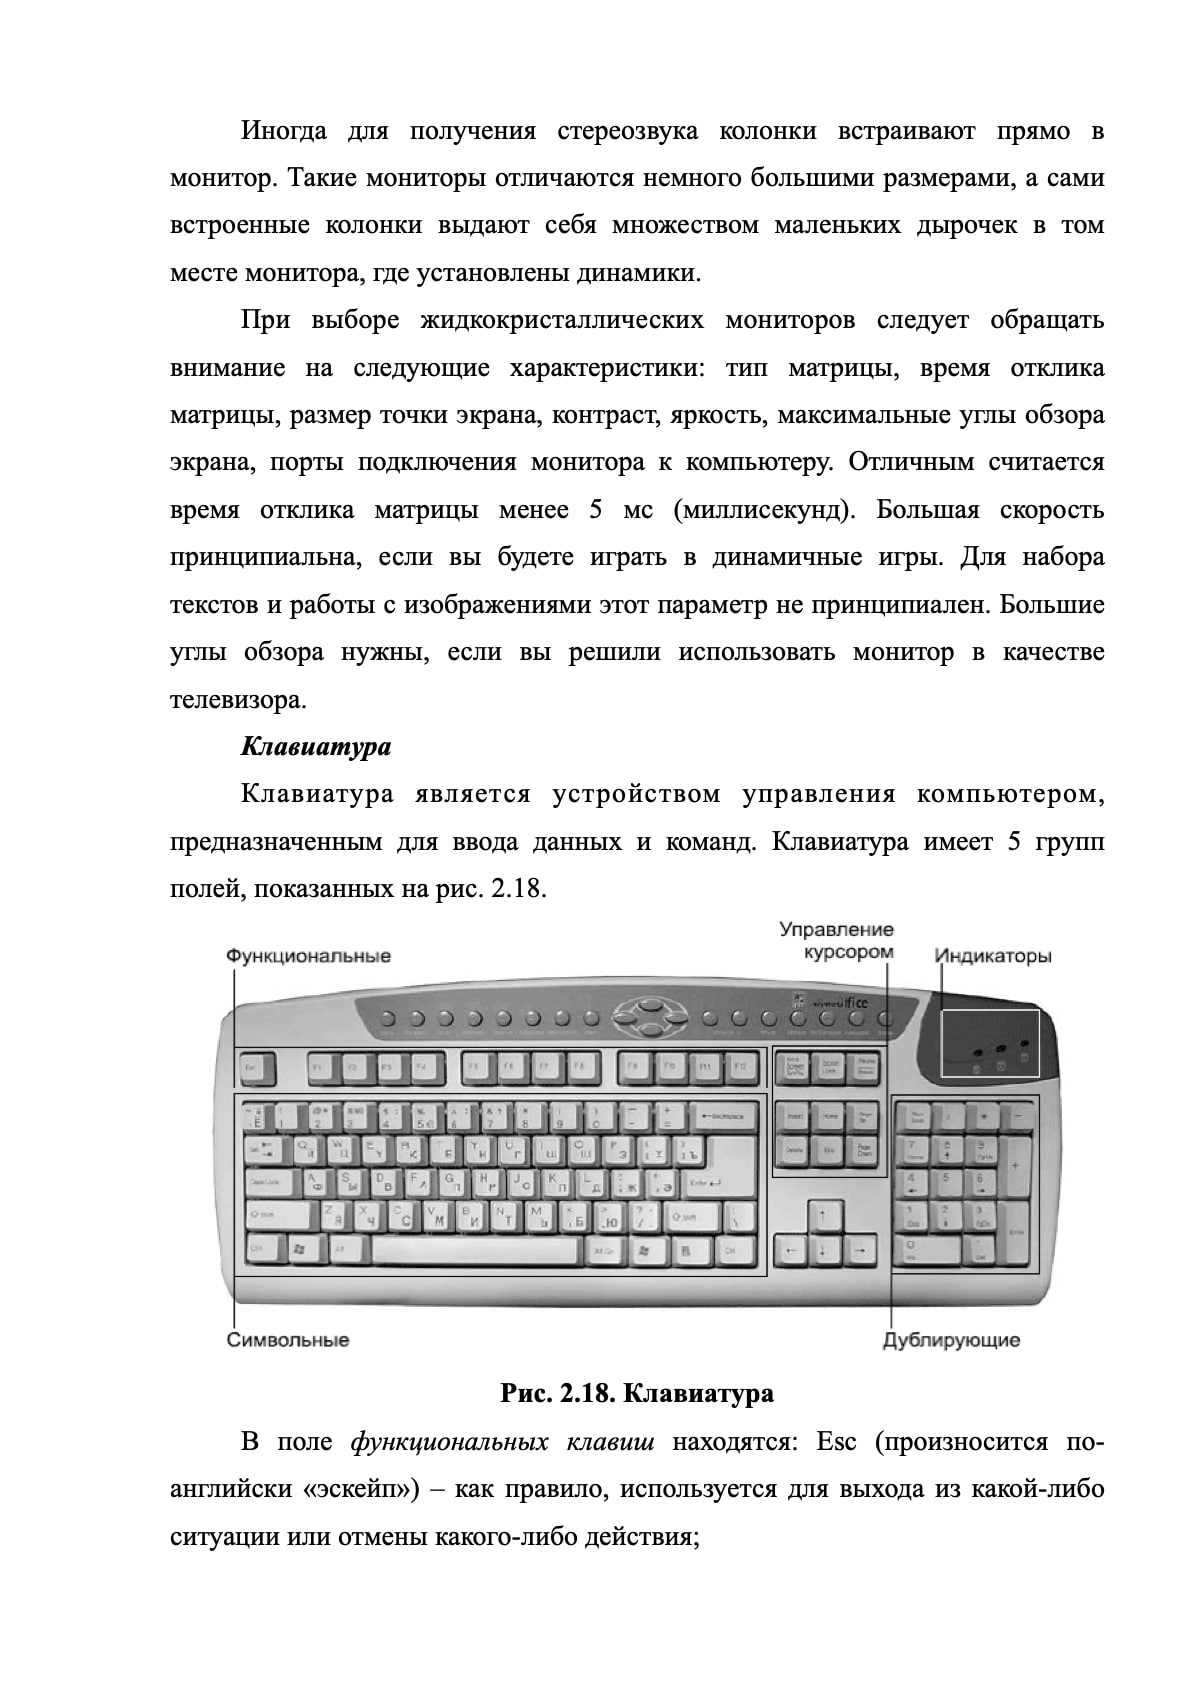 Иногда для получения стереозвука колонки встраивают прямо в
монитор. Такие мониторы отличаются немного большими размерами, а сами
встроенные колонки выдают себя множеством маленьких дырочек в том
месте монитора, где установлены динамики.
При выборе жидкокристаллических мониторов следует обращать
внимание на следующие характеристики: тип матрицы, время отклика
матрицы, размер точки экрана, контраст, яркость, максимальные углы обзора
экрана, порты подключения монитора к компьютеру. Отличным считается
время отклика матрицы менее 5 мс (миллисекунд). Большая скорость
принципиальна, если вы будете играть в динамичные игры. Для набора
текстов и работы с изображениями этот параметр не принципиален. Большие
углы обзора нужны, если вы решили использовать монитор в качестве
телевизора.
Клавиатура
Клавиатура является устройством управления компьютером,
предназначенным для ввода данных и команд. Клавиатура имеет 5 групп
полей, показанных на рис. 2.18.
Управление
курсором
Функциональные
Индикаторы
Символьные
Дублирующие
Рис. 2.18. Клавиатура
В поле функциональных клавиш находятся: Esc (произносится по-
английски «эскейп») – как правило, используется для выхода из какой-либо
ситуации или отмены какого-либо действия;